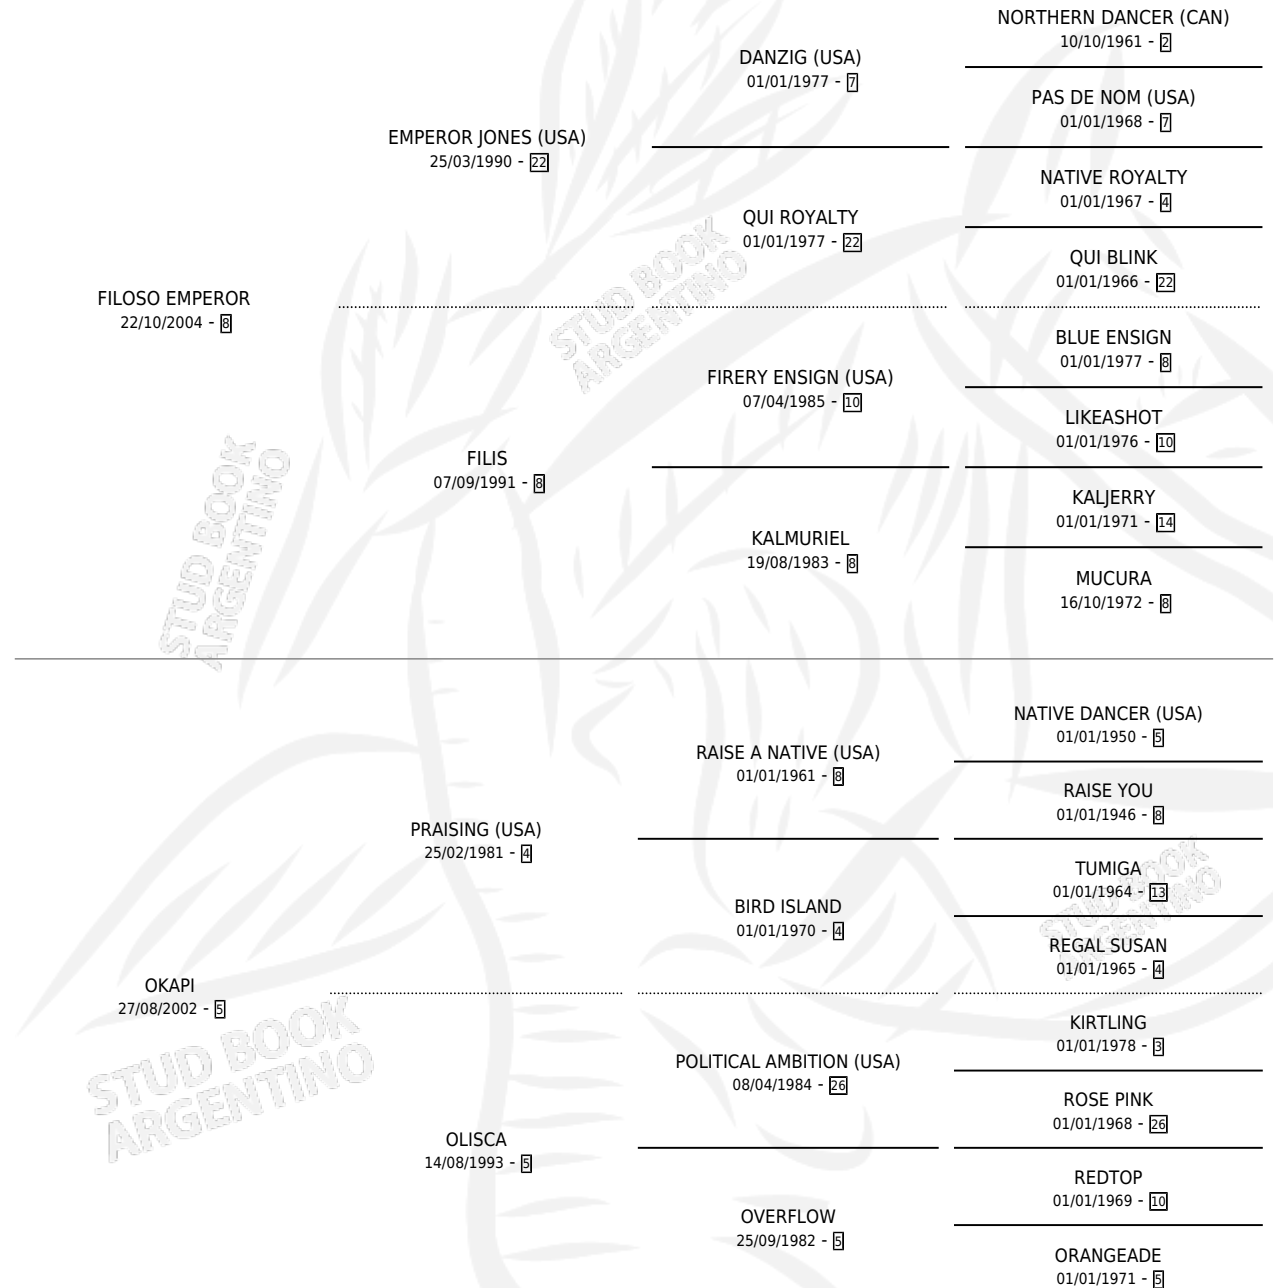 NORTHERN DANCER (CAN)
10/10/1961 - 2
DANZIG (USA)
01/01/1977 - 7
PAS DE NOM (USA)
01/01/1968 - 7
EMPEROR JONES (USA)
25/03/1990 - 22
NATIVE ROYALTY
01/01/1967 - 4
QUI ROYALTY
01/01/1977 - 22
QUI BLINK
01/01/1966 - 22
FILOSO EMPEROR
22/10/2004 - 8
STUD BOOK
ARGENTINO
BLUE ENSIGN
01/01/1977 - 8
FIRERY ENSIGN (USA)
07/04/1985 - 10
LIKEASHOT
01/01/1976 - 10
FILIS
07/09/1991 - 8
STUD BOOK
ARGENTINO
KALJERRY
01/01/1971 - 14
KALMURIEL
19/08/1983 - 8
MUCURA
16/10/1972 - 8
NATIVE DANCER (USA)
01/01/1950 - 5
RAISE A NATIVE (USA)
01/01/1961 - 8
RAISE YOU
01/01/1946 - 8
PRAISING (USA)
25/02/1981 - 4
TUMIGA
01/01/1964 - 13
STUD BOOK
ARGENTINO
BIRD ISLAND
01/01/1970 - 4
REGAL SUSAN
01/01/1965 - 4
OKAPI
27/08/2002 - 5
STUD BOOK
ARGENTINO
KIRTLING
01/01/1978 - 3
POLITICAL AMBITION (USA)
08/04/1984 - 26
ROSE PINK
01/01/1968 - 26
OLISCA
14/08/1993 - 5
REDTOP
01/01/1969 - 10
OVERFLOW
25/09/1982 - 5
ORANGEADE
01/01/1971 - 5